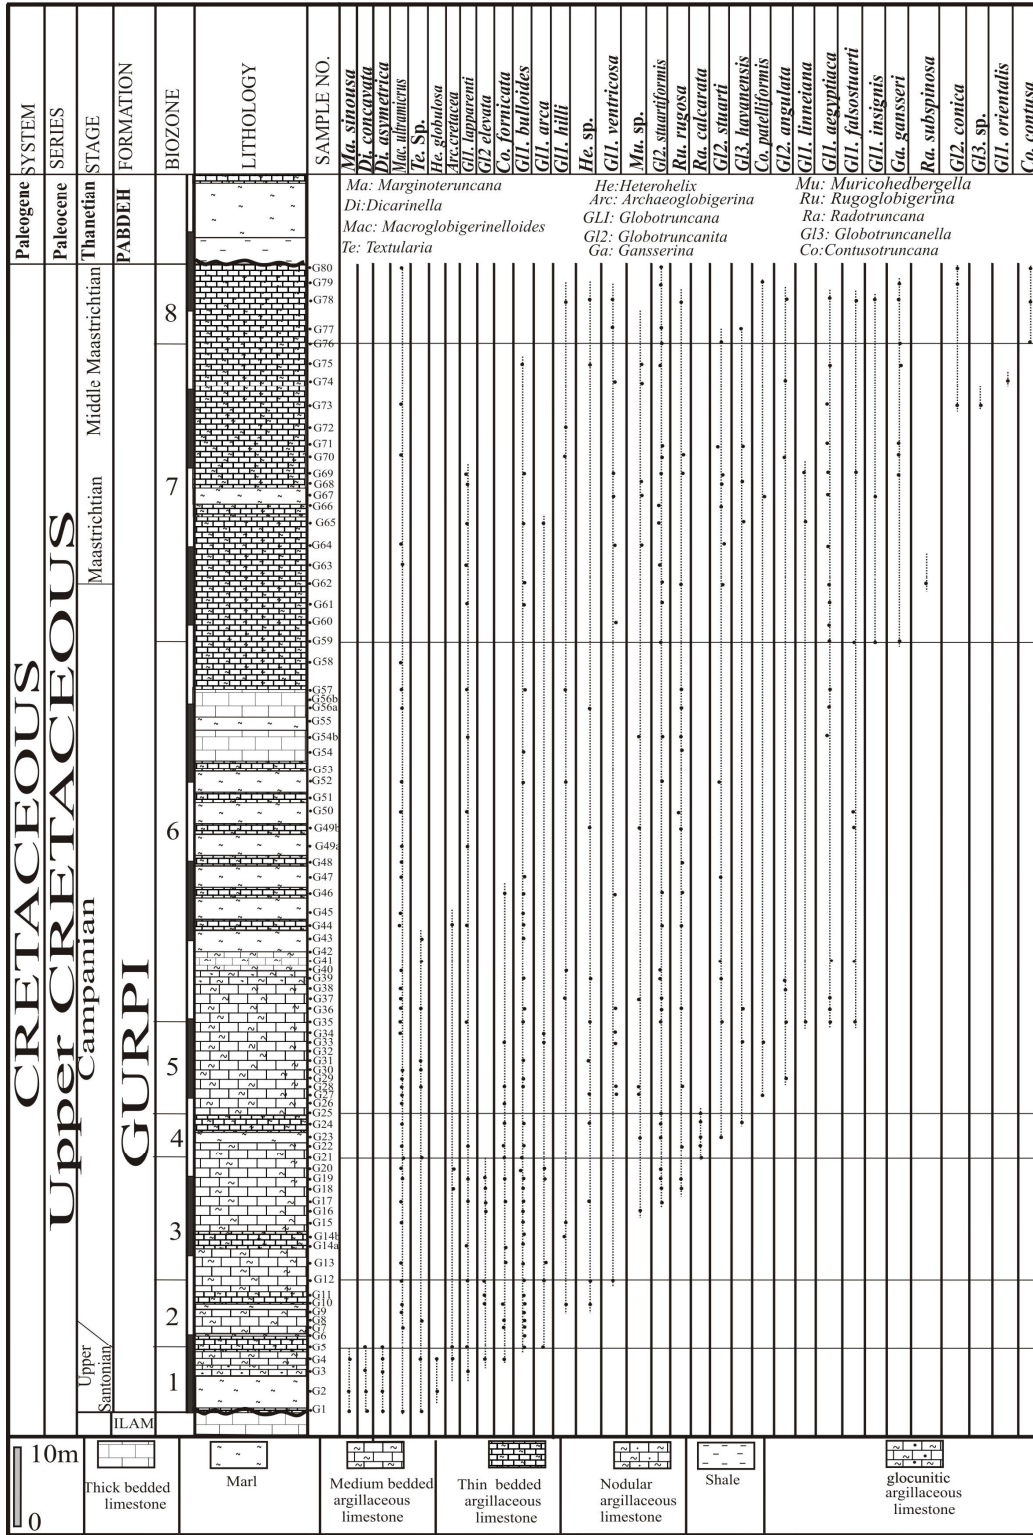 SYSTEM
SERIES
STAGE
FORMATION
BIOZONE
LITHOLOGY
SAMPLE NO.
Ma. sinousa
Di. concavata
Di. asymetrica
Mac. ultramicrus
Te. Sp.
He. globulosa
Arc.cretacea
Gl1. lapparenti
Gl2 elevata
Co. fornicata
Gl1. bulloides
Gl1. arca
Gl1. hilli
He. sp.
Gl1. ventricosa
Mu. sp.
Gl2. stuartiformis
Ru. rugosa
Ra. calcarata
Gl2. stuarti
Gl3. havanensis
Co. patelliformis
Gl2. angulata
Gl1. linneiana
Gl1. aegyptiaca
Gl1. falsostuarti
Gl1. insignis
Ga. gansseri
Ra. subspinosa
Gl2. conica
Gl3. sp.
Gl1. orientalis
Co. contusa
Ma: Marginoteruncana
Di:Dicarinella
Mac: Macroglobigerinelloides
Te: Textularia
He:Heterohelix
Arc: Archaeoglobigerina
GLI: Globotruncana
Gl2: Globotruncanita
Ga: Gansserina
Mu: Muricohedbergella
Ru: Rugoglobigerina
Ra: Radotruncana
Gl3: Globotruncanella
Co:Contusotruncana
Paleogene
Paleocene
Thanetian
PABDEH
CRETACEOUS
Upper CRETACEOUS
Middle Maastrichtian
Maastrichtian
Campanian
Upper
Santonian
GURPI
ILAM
8
7
6
5
4
3
2
1
G80
G79
G78
G77
G76
G75
G74
G73
G72
G71
G70
G69
G68
G67
G66
G65
G64
G63
G62
G61
G60
G59
G58
G57
G56b
G56a
G55
G54b
G54
G53
G52
G51
G50
G49b
G49a
G48
G47
G46
G45
G44
G43
G42
G41
G40
G39
G38
G37
G36
G35
G34
G33
G32
G31
G30
G29
G28
G27
G26
G25
G24
G23
G22
G21
G20
G19
G18
G17
G16
G15
G14b
G14a
G13
G12
G11
G10
G9
G8
G7
G6
G5
G4
G3
G2
G1
10m
0
Thick bedded
limestone
Marl
Medium bedded
argillaceous
limestone
Thin bedded
argillaceous
limestone
Nodular
argillaceous
limestone
Shale
glocunitic
argillaceous
limestone